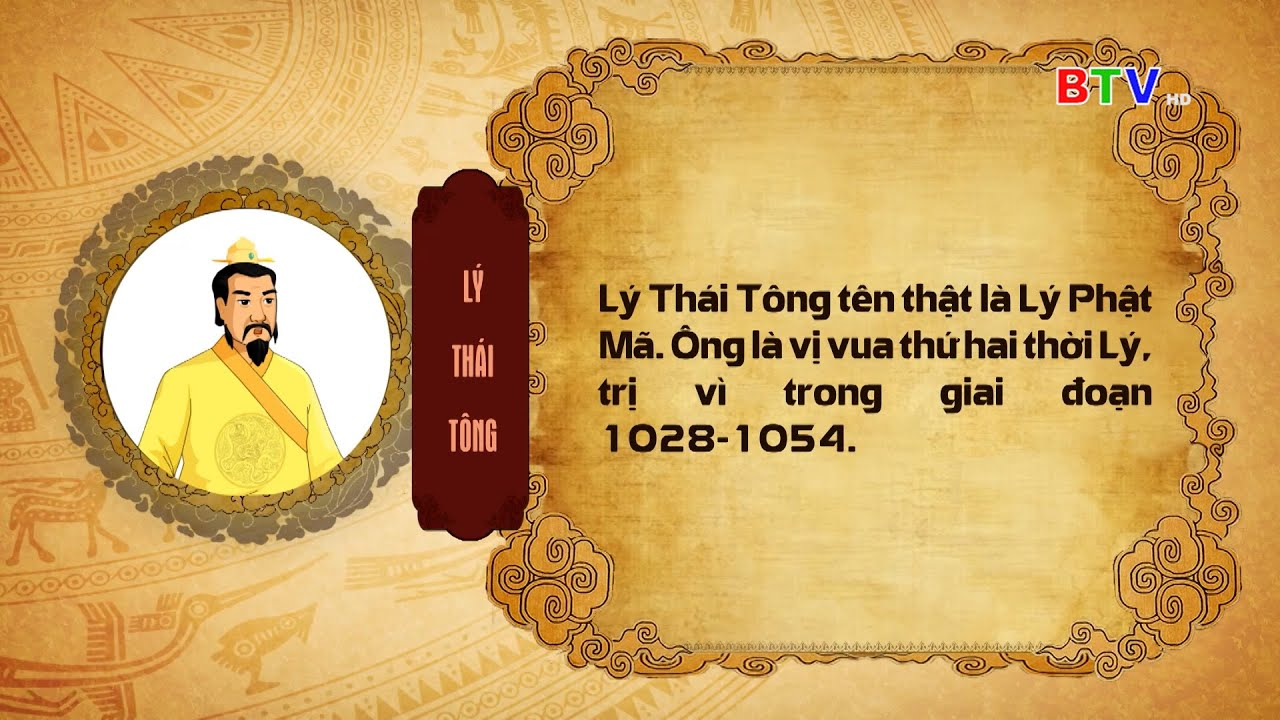 BTV HD
LÝ
THÁI
TÔNG
Lý Thái Tông tên thật là Lý Phật
Mã. Ông là vị vua thứ hai thời Lý,
trị vì trong giai đoạn
1028-1054.